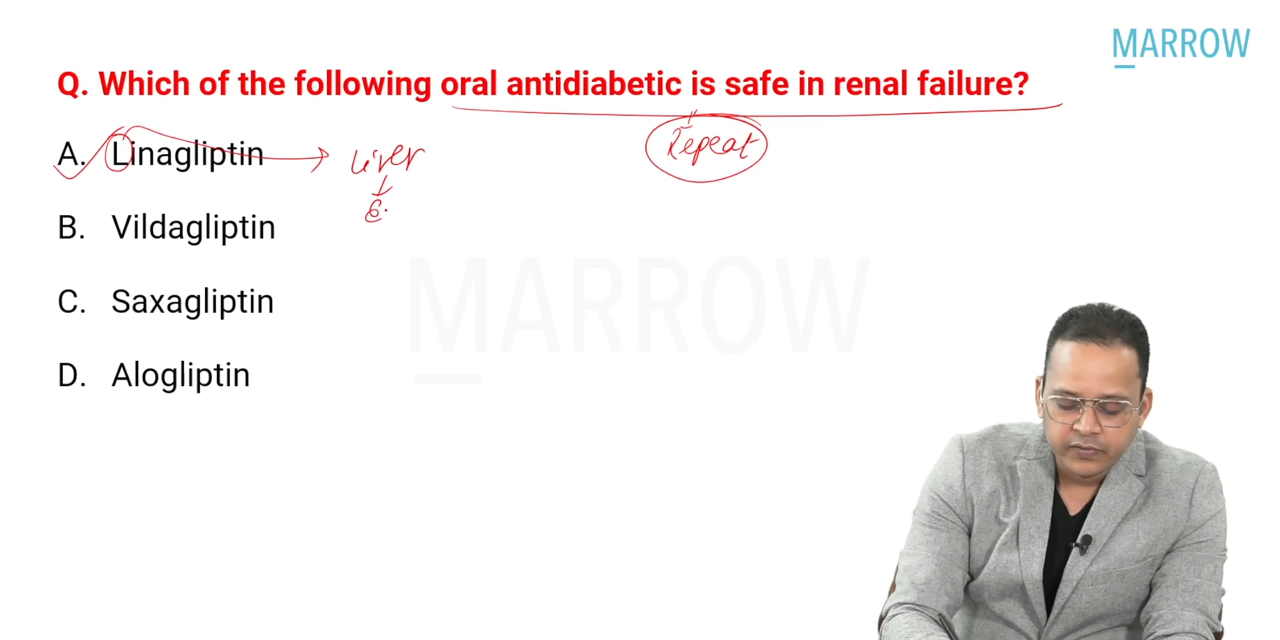 MARROW
Q. Which of the following oral antidiabetic is safe in renal failure?
Repeat
A. Linagliptin
Liver
B. Vildagliptin
MARROW
C. Saxagliptin
D. Alogliptin